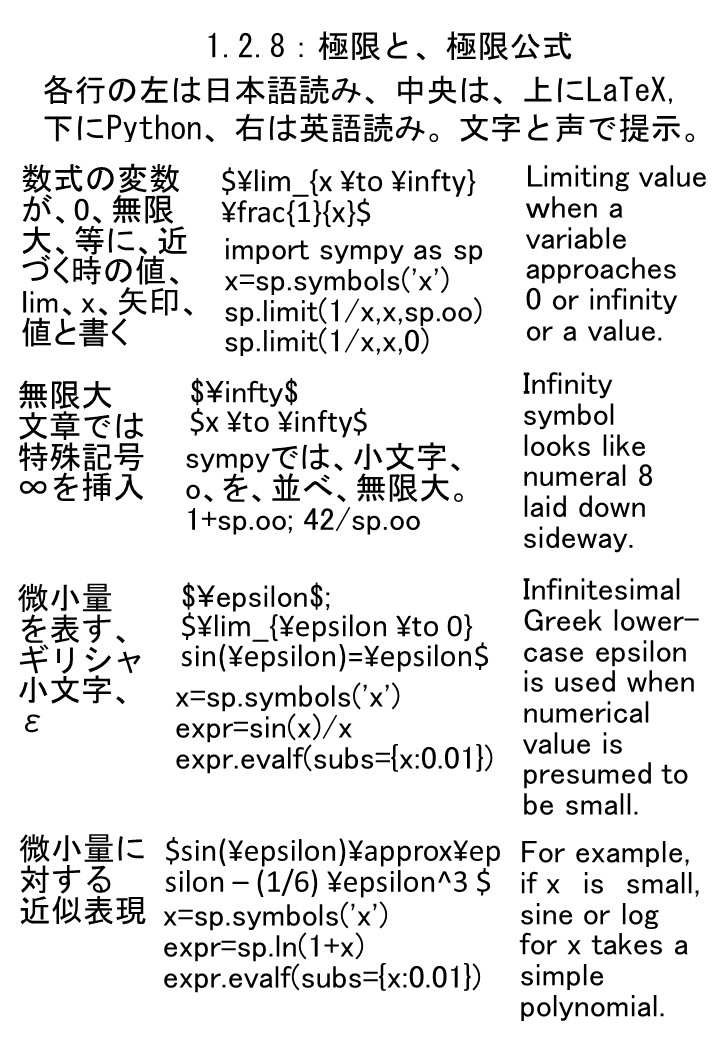 1.2.8：極限と、極限公式
各行の左は日本語読み、中央は、上にLaTeX,
下にPython、右は英語読み。文字と声で提示。
数式の変数
が、0、無限
大、等に、近
づく時の値、
lim、x、矢印、
値と書く
$¥lim_{x ¥to ¥infty}
¥frac{1}{x}$
import sympy as sp
x=sp.symbols('x')
sp.limit(1/x,x,sp.oo)
sp.limit(1/x,x,0)
Limiting value
when a
variable
approaches
0 or infinity
or a value.
無限大
文章では
特殊記号
∞を挿入
$¥infty$
$x ¥to ¥infty$
sympyでは、小文字、
o、を、並べ、無限大。
1+sp.oo; 42/sp.oo
Infinity
symbol
looks like
numeral 8
laid down
sideway.
微小量
を表す、
ギリシャ
小文字、
ε
$¥epsilon$;
$¥lim_{¥epsilon ¥to 0}
sin(¥epsilon)=¥epsilon$
x=sp.symbols('x')
expr=sin(x)/x
expr.evalf(subs={x:0.01})
Infinitesimal
Greek lower-
case epsilon
is used when
numerical
value is
presumed to
be small.
微小量に
対する
近似表現
$sin(¥epsilon)¥approx¥ep
silon – (1/6) ¥epsilon^3 $
x=sp.symbols('x')
expr=sp.ln(1+x)
expr.evalf(subs={x:0.01})
For example,
if x is small,
sine or log
for x takes a
simple
polynomial.